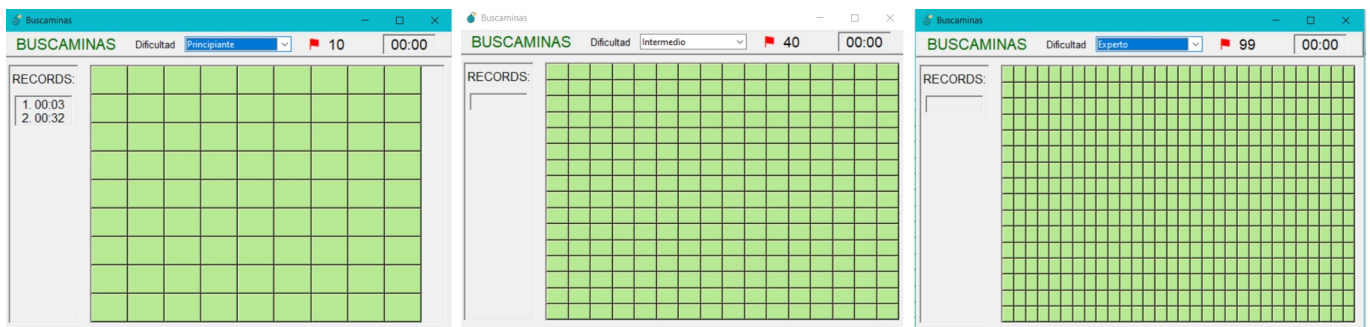 Buscaminas
BUSCAMINAS Dificultad Principiante 10 00:00
RECORDS:
1. 00:03
2. 00:32
Buscaminas
BUSCAMINAS Dificultad Intermedio 40 00:00
RECORDS:
Buscaminas
BUSCAMINAS Dificultad Experto 99 00:00
RECORDS: